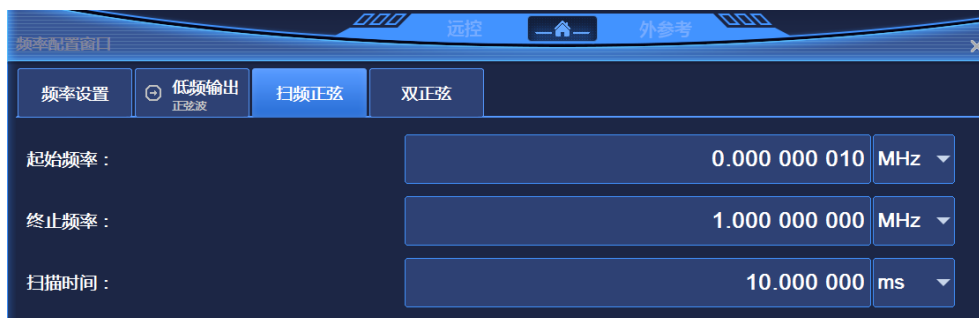 远控 外参考
频率配置窗口
频率设置 低频输出 扫频正弦 双正弦
正弦波
起始频率： 0.000 000 010 MHz
终止频率： 1.000 000 000 MHz
扫描时间： 10.000 000 ms